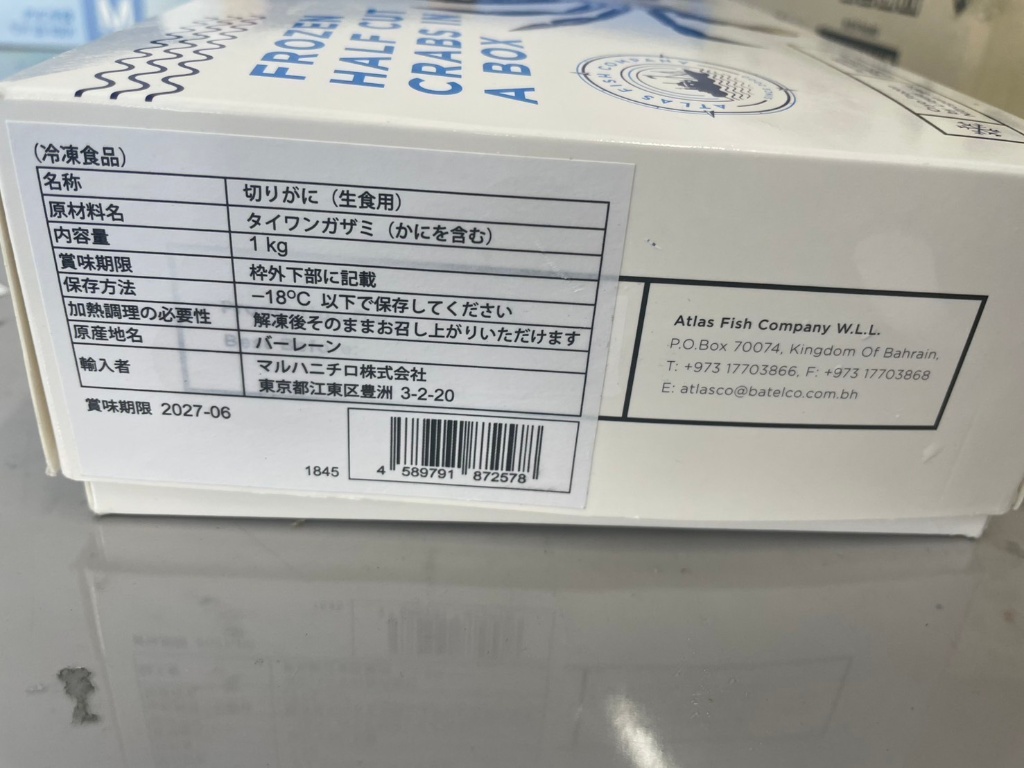 FROZEN
HALF CUT
CRABS IN
A BOX
ATLAS FISH COMPANY
(冷凍食品)
名称 切りがに（生食用）
原材料名 タイワンガザミ（かにを含む）
内容量 1 kg
賞味期限 枠外下部に記載
保存方法 −18℃ 以下で保存してください
加熱調理の必要性 解凍後そのままお召し上がりいただけます
原産地名 バーレーン
輸入者 マルハニチロ株式会社
東京都江東区豊洲 3-2-20
賞味期限 2027-06
1845
4 589791 872578
Atlas Fish Company W.L.L.
P.O.Box 70074, Kingdom Of Bahrain,
T: +973 17703866, F: +973 17703868
E: atlasco@batelco.com.bh